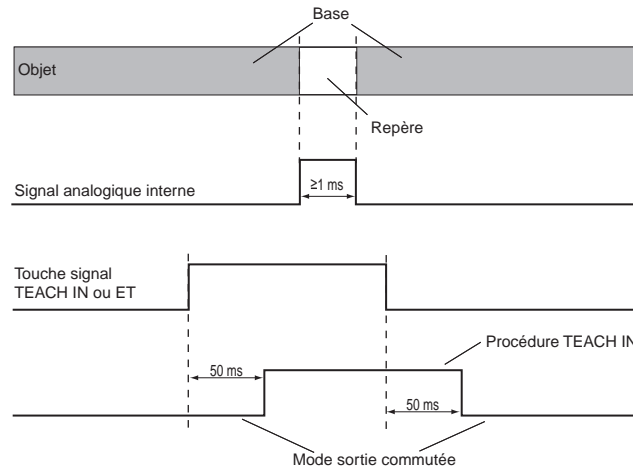 Base
Objet
Repère
Signal analogique interne
≥1 ms
Touche signal
TEACH IN ou ET
Procédure TEACH IN
50 ms
50 ms
Mode sortie commutée